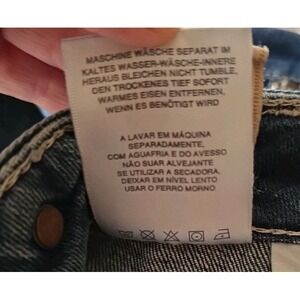 MASCHINE WÄSCHE SEPARAT IM
KALTES WASSER-WÄSCHE-INNERE
HERAUS BLEICHEN NICHT TUMBLE,
DEN TROCKENES TIEF SOFORT
WARMES EISEN ENTFERNEN,
WENN ES BENÖTIGT WIRD
A LAVAR EM MÁQUINA
SEPARADAMENTE,
COM AGUAFRIA E DO AVESSO
NÃO SUAR ALVEJANTE
SE UTILIZAR A SECADORA,
DEIXAR EM NÍVEL LENTO
USAR O FERRO MORNO